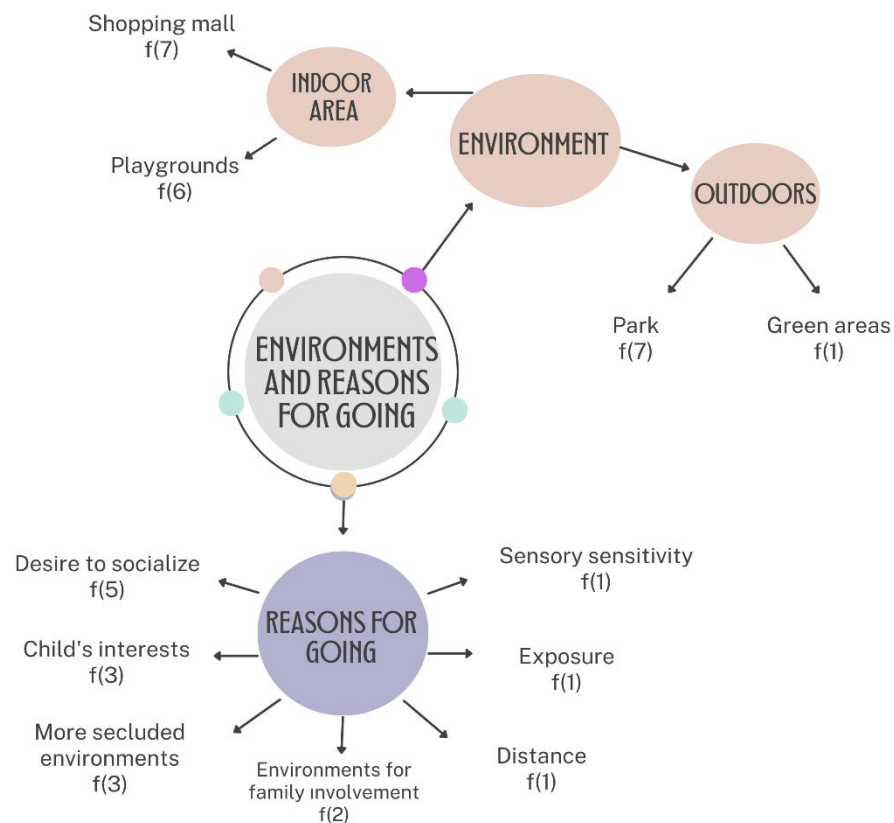 Shopping mall
f(7)
INDOOR
AREA
Playgrounds
f(6)
ENVIRONMENT
OUTDOORS
Park
f(7)
Green areas
f(1)
ENVIRONMENTS
AND REASONS
FOR GOING
REASONS FOR
GOING
Desire to socialize
f(5)
Child's interests
f(3)
More secluded
environments
f(3)
Environments for
family ınvolvement
f(2)
Distance
f(1)
Exposure
f(1)
Sensory sensitivity
f(1)